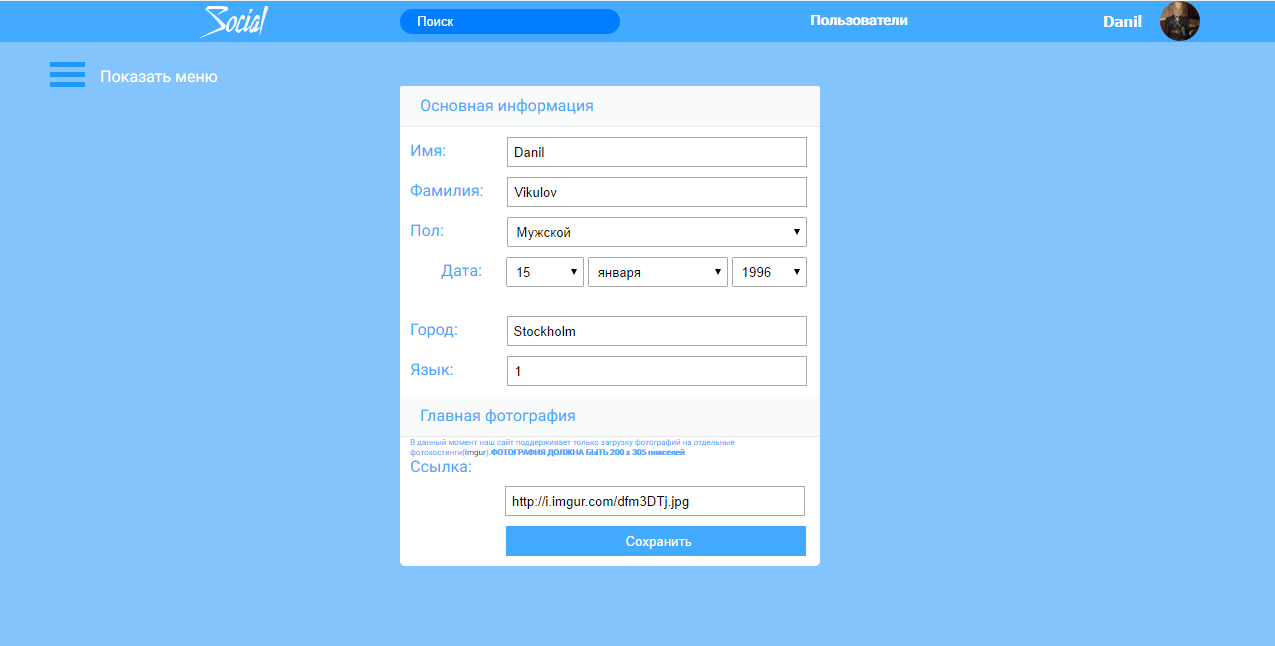 Social
Поиск
Пользователи
Danil
Показать меню
Основная информация
Имя:
Danil
Фамилия:
Vikulov
Пол:
Мужской
Дата:
15
января
1996
Город:
Stockholm
Язык:
1
Главная фотография
В данный момент наш сайт поддерживает только загрузку фотографий на отдельные
фотохостинги(Imgur).ФОТОГРАФИЯ ДОЛЖНА БЫТЬ 200 x 305 пикселей
Ссылка:
http://i.imgur.com/dfm3DTj.jpg
Сохранить